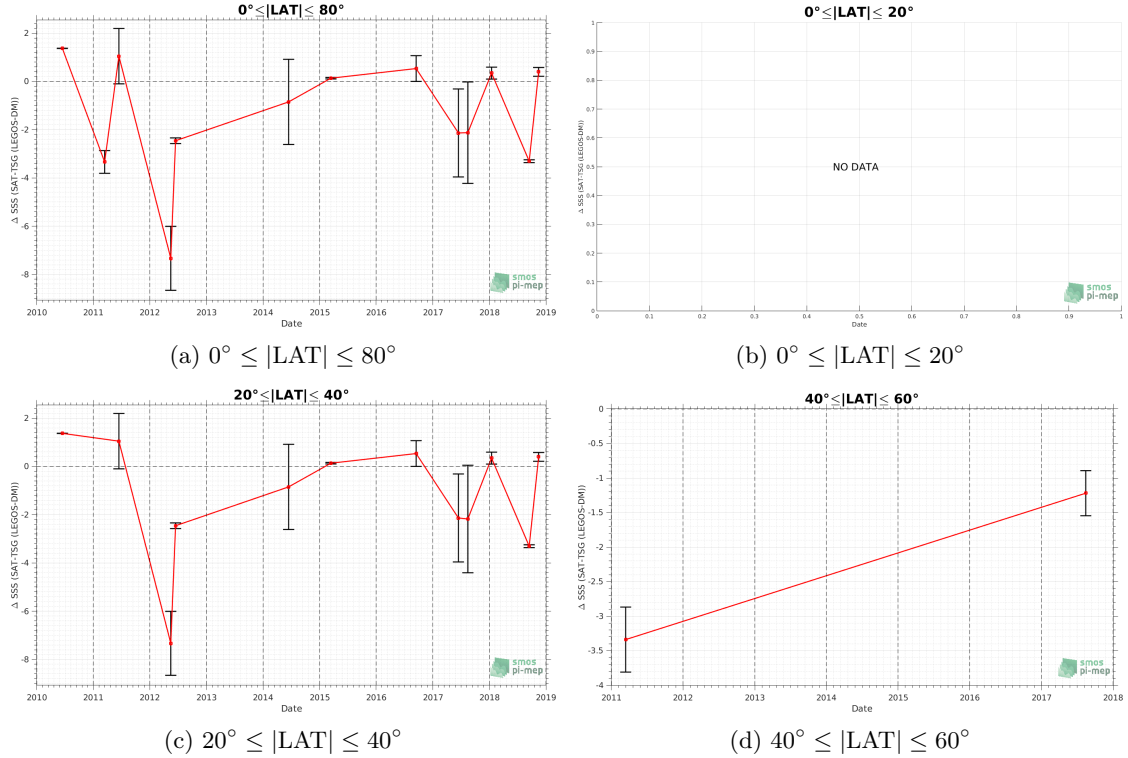 0°≤|LAT|≤ 80°
Δ SSS (SAT-TSG (LEGOS-DM))
2
0
-2
-4
-6
-8
2010 2011 2012 2013 2014 2015 2016 2017 2018 2019
Date
smos
pi-mep
(a) 0° ≤ |LAT| ≤ 80°
0°≤|LAT|≤ 20°
Δ SSS (SAT-TSG (LEGOS-DM))
1
0.9
0.8
0.7
0.6
0.5
0.4
0.3
0.2
0.1
0
NO DATA
0 0.1 0.2 0.3 0.4 0.5 0.6 0.7 0.8 0.9 1
Date
smos
pi-mep
(b) 0° ≤ |LAT| ≤ 20°
20°≤|LAT|≤ 40°
Δ SSS (SAT-TSG (LEGOS-DM))
2
0
-2
-4
-6
-8
2010 2011 2012 2013 2014 2015 2016 2017 2018 2019
Date
smos
pi-mep
(c) 20° ≤ |LAT| ≤ 40°
40°≤|LAT|≤ 60°
Δ SSS (SAT-TSG (LEGOS-DM))
0
-0.5
-1
-1.5
-2
-2.5
-3
-3.5
-4
2011 2012 2013 2014 2015 2016 2017 2018
Date
smos
pi-mep
(d) 40° ≤ |LAT| ≤ 60°